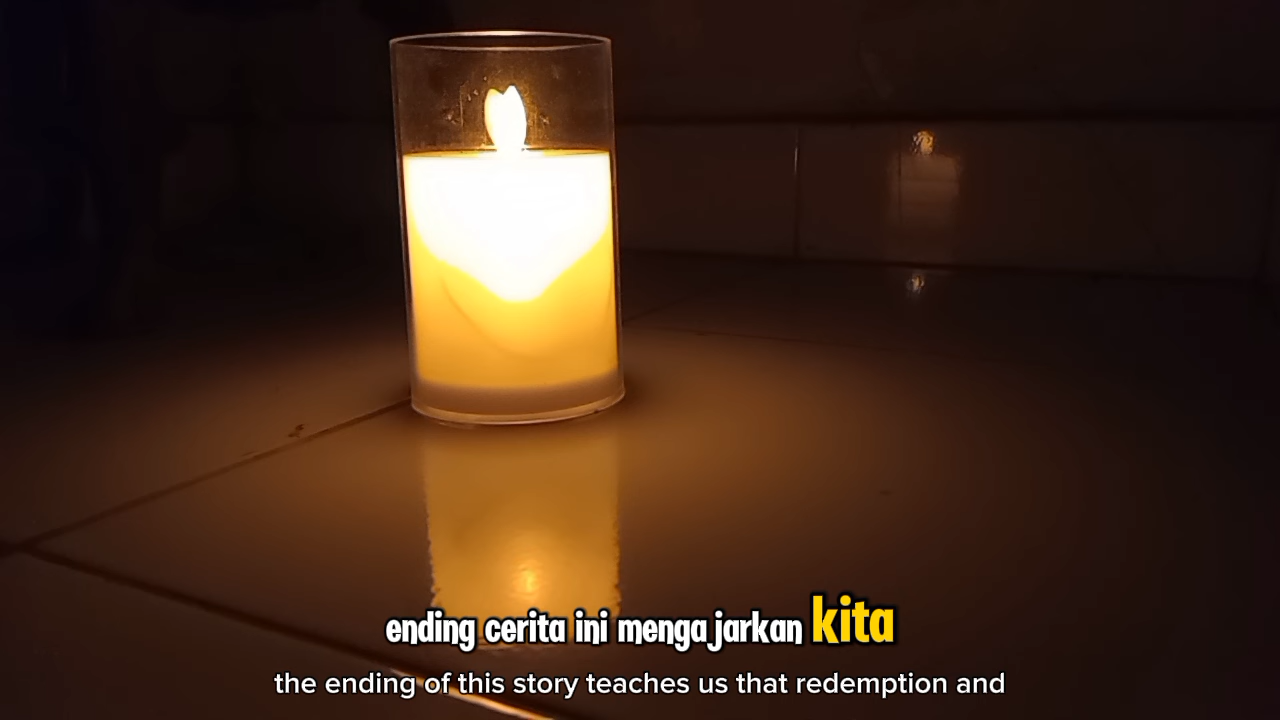 ending cerita ini mengajarkan kita
the ending of this story teaches us that redemption and